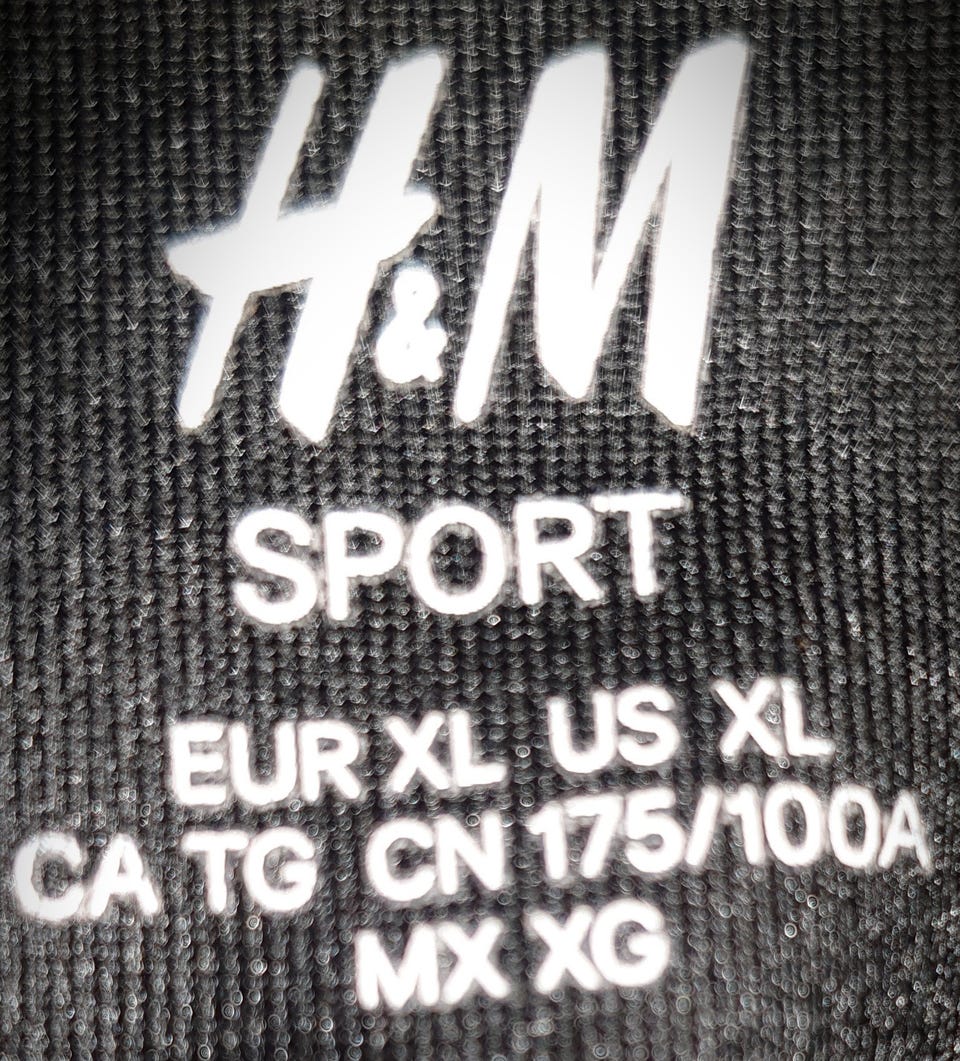 H&M
SPORT
EUR XL US XL
CA TG CN 175/100A
MX XG